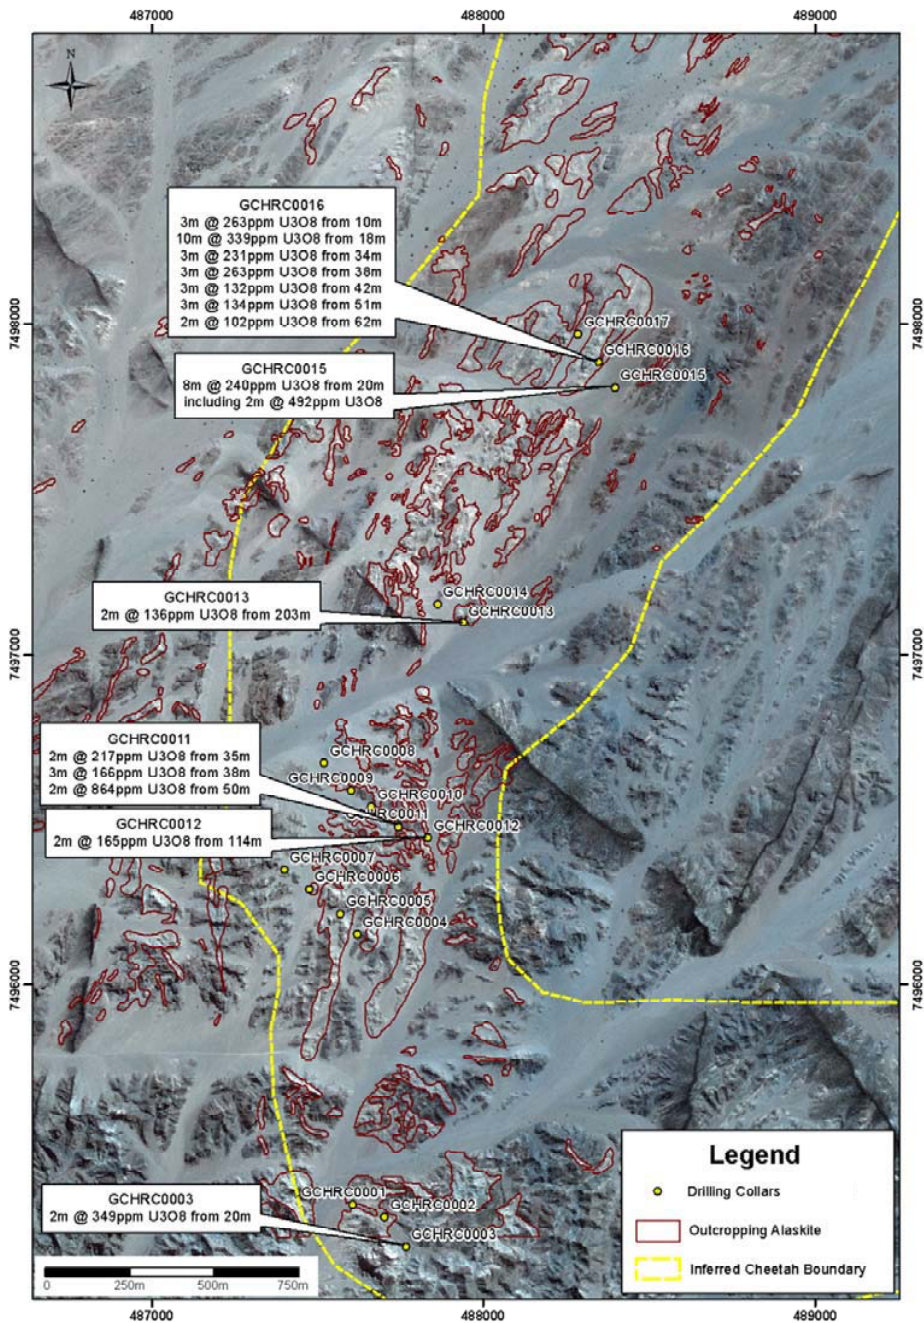 487000
488000
489000
N
GCHRC0016
3m @ 263ppm U3O8 from 10m
10m @ 339ppm U3O8 from 18m
3m @ 231ppm U3O8 from 34m
3m @ 263ppm U3O8 from 38m
3m @ 132ppm U3O8 from 42m
3m @ 134ppm U3O8 from 51m
2m @ 102ppm U3O8 from 62m
7498000
7498000
GCHRC0017
GCHRC0016
GCHRC0015
GCHRC0015
8m @ 240ppm U3O8 from 20m
including 2m @ 492ppm U3O8
GCHRC0013
2m @ 136ppm U3O8 from 203m
GCHRC0014
GCHRC0013
7497000
7497000
GCHRC0011
2m @ 217ppm U3O8 from 35m
3m @ 166ppm U3O8 from 38m
2m @ 864ppm U3O8 from 50m
GCHRC0008
GCHRC0009
GCHRC0010
GCHRC0011
GCHRC0012
GCHRC0012
2m @ 165ppm U3O8 from 114m
GCHRC0007
GCHRC0006
GCHRC0005
GCHRC0004
7496000
7496000
GCHRC0003
2m @ 349ppm U3O8 from 20m
GCHRC0001
GCHRC0002
GCHRC0003
Legend
Drilling Collars
Outcropping Alaskite
Inferred Cheetah Boundary
0 250m 500m 750m
487000
488000
489000